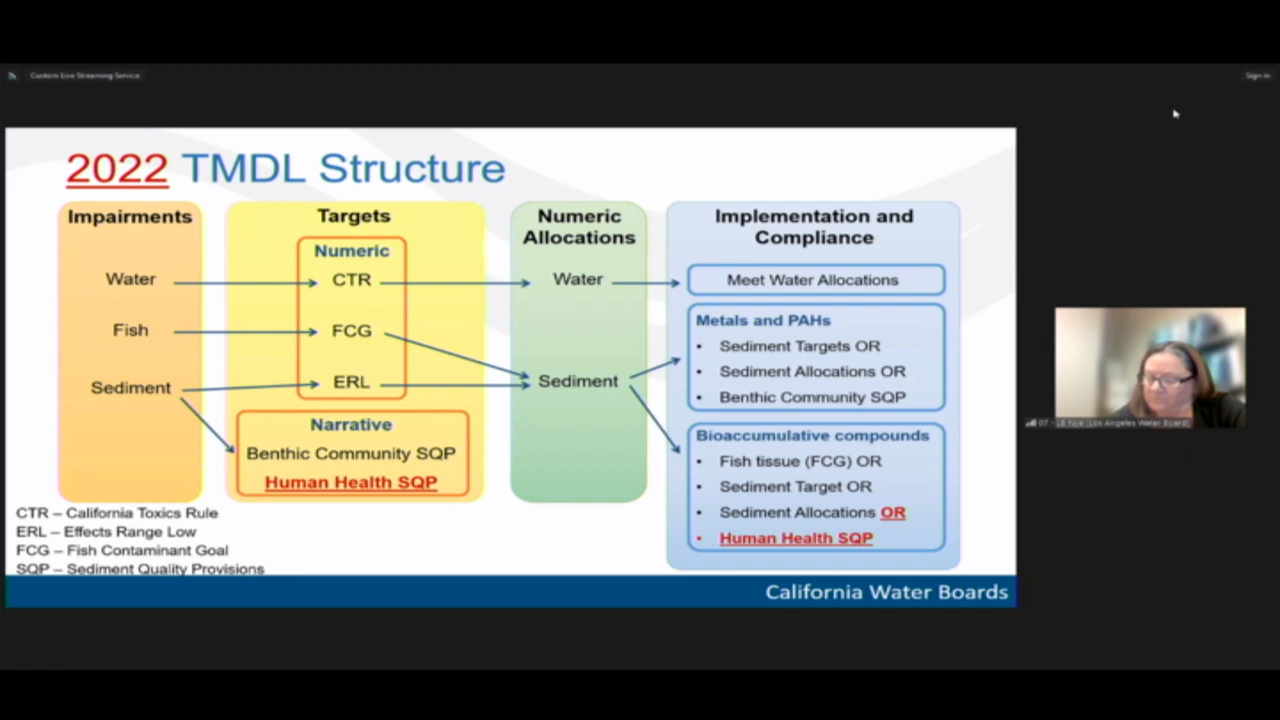 Custom Live Streaming Service
Sign in
2022 TMDL Structure
Impairments
Water
Fish
Sediment
Targets
Numeric
CTR
FCG
ERL
Narrative
Benthic Community SQP
Human Health SQP
Numeric
Allocations
Water
Sediment
Implementation and
Compliance
Meet Water Allocations
Metals and PAHs
• Sediment Targets OR
• Sediment Allocations OR
• Benthic Community SQP
Bioaccumulative compounds
• Fish tissue (FCG) OR
• Sediment Target OR
• Sediment Allocations OR
• Human Health SQP
CTR – California Toxics Rule
ERL – Effects Range Low
FCG – Fish Contaminant Goal
SQP – Sediment Quality Provisions
California Water Boards
Los Angeles Water Board